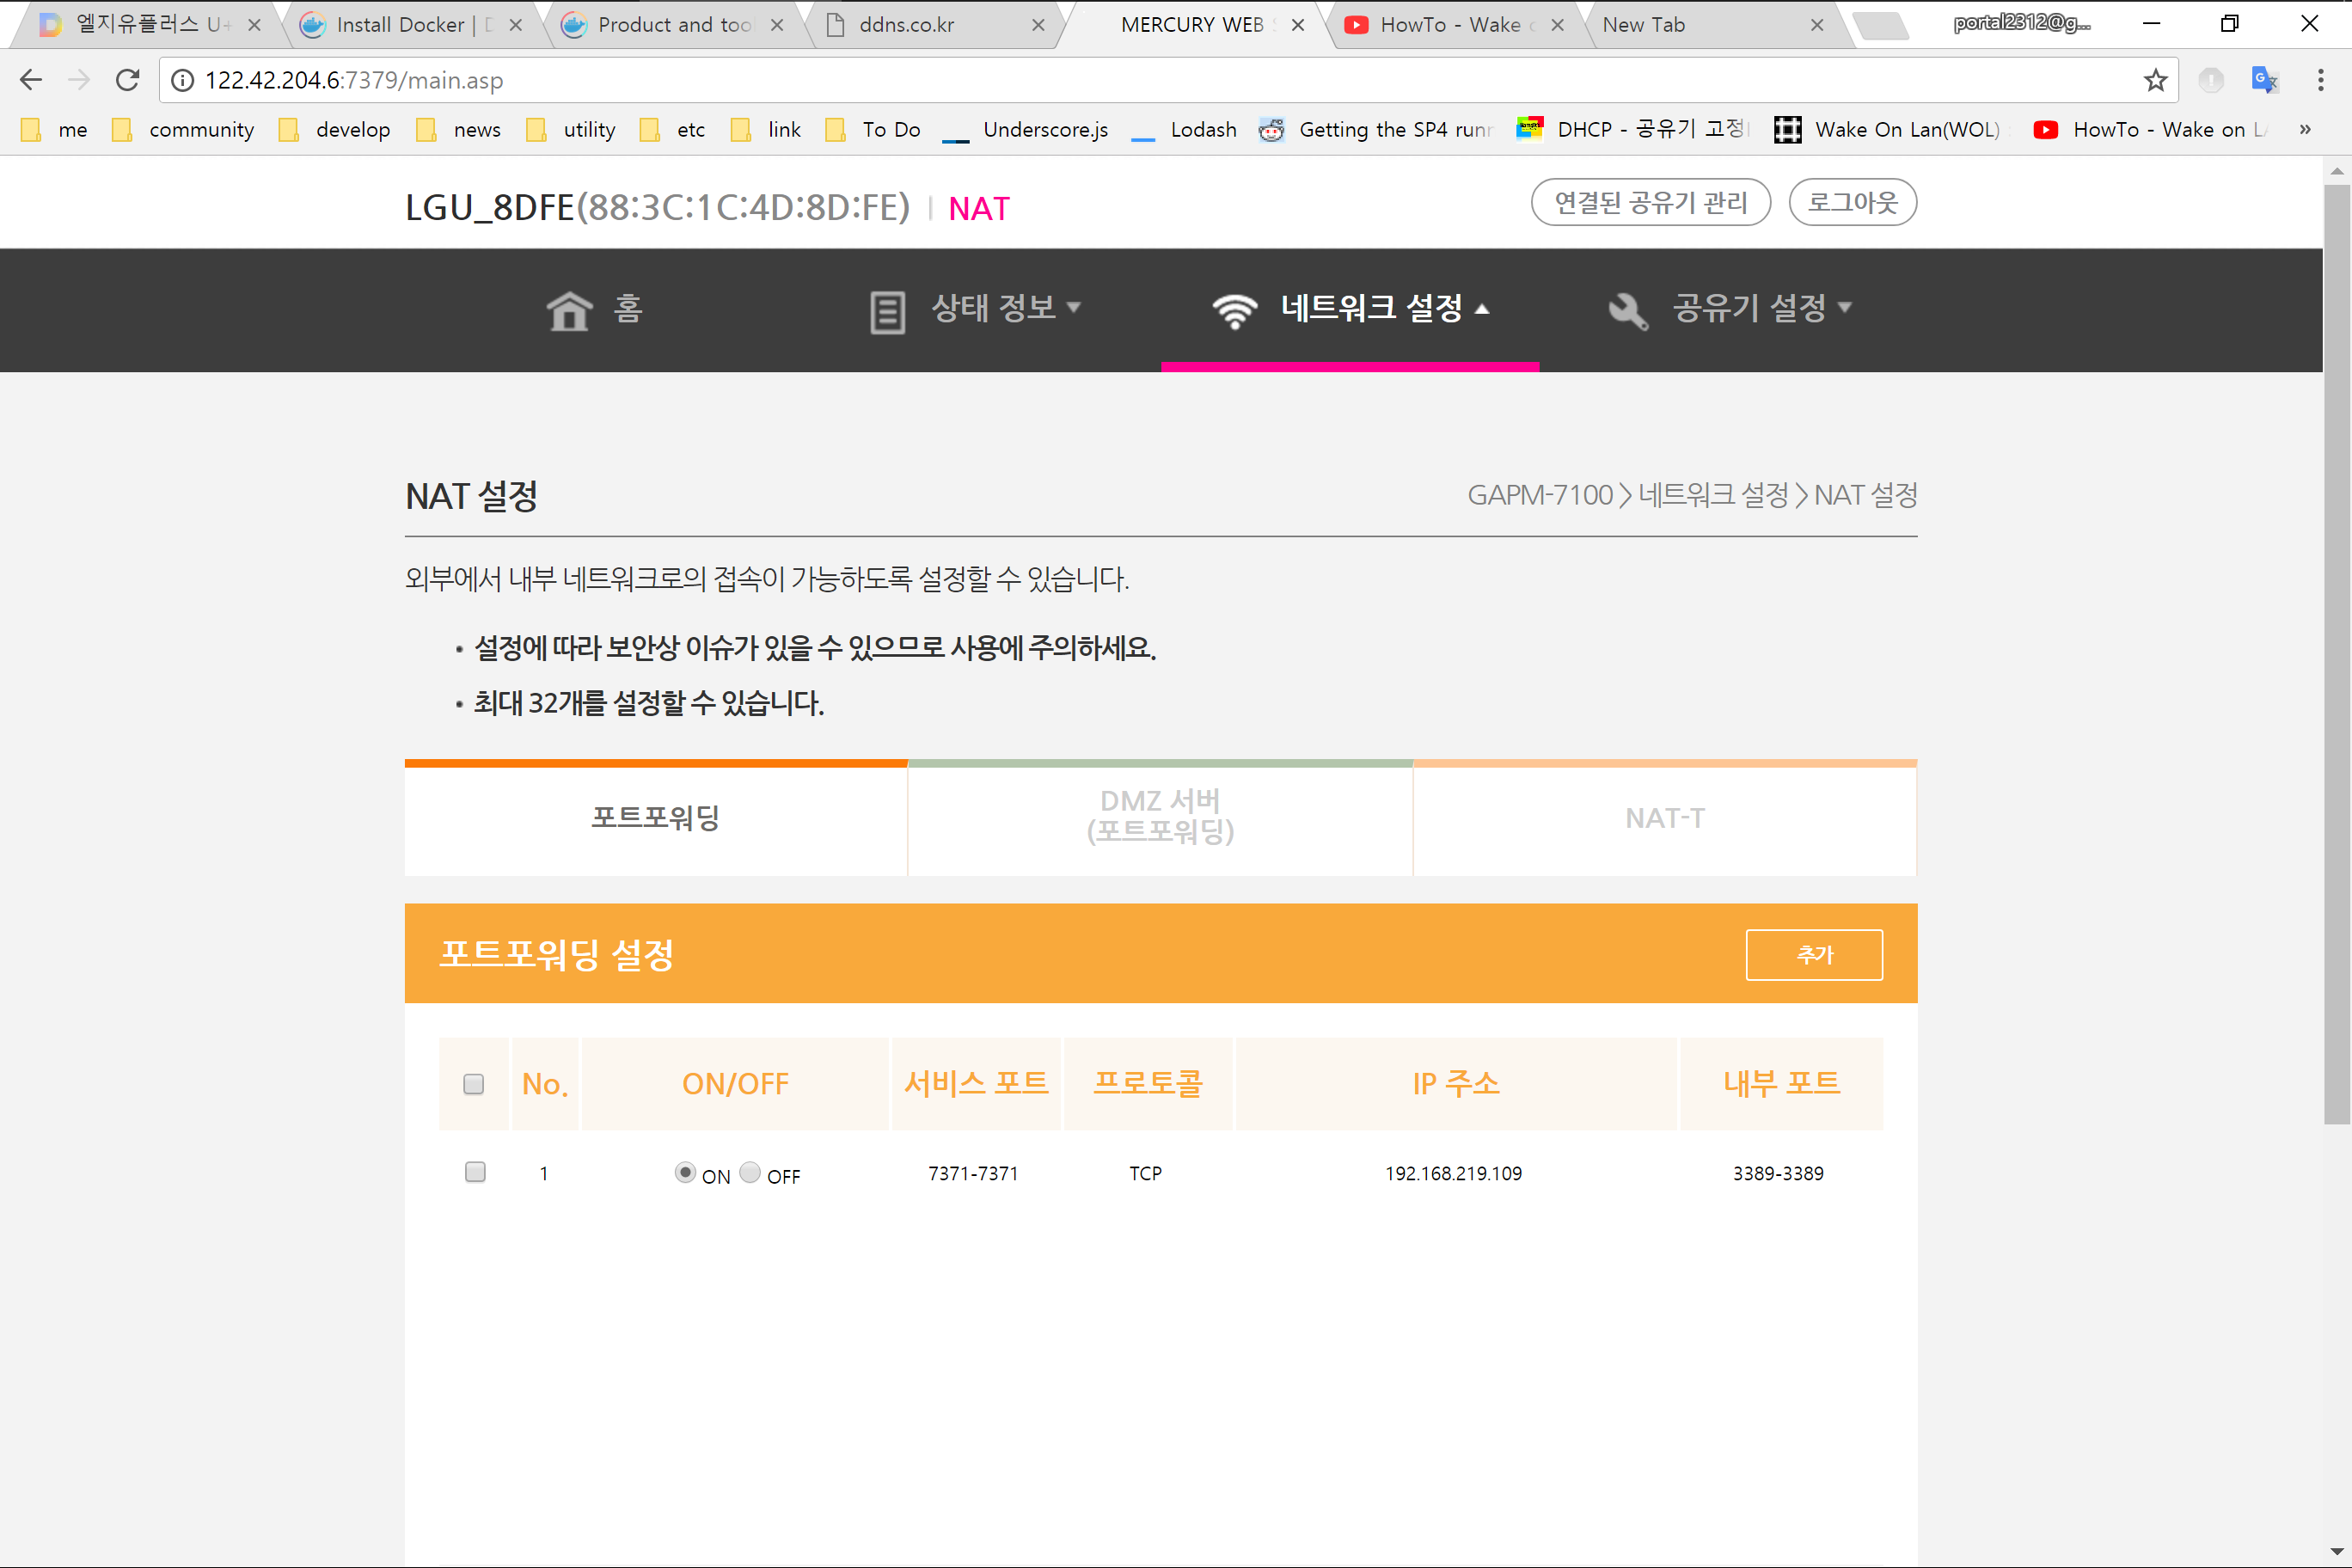 엘지유플러스 U+
Install Docker | D
Product and too
ddns.co.kr
MERCURY WEB S
HowTo - Wake o
New Tab
portal2312@g...
122.42.204.6:7379/main.asp
me community develop news utility etc link To Do Underscore.js Lodash Getting the SP4 runn DHCP - 공유기 고정 Wake On Lan(WOL) HowTo - Wake on LA »
LGU_8DFE(88:3C:1C:4D:8D:FE) | NAT
연결된 공유기 관리
로그아웃
홈
상태 정보
네트워크 설정
공유기 설정
NAT 설정
GAPM-7100 > 네트워크 설정 > NAT 설정
외부에서 내부 네트워크로의 접속이 가능하도록 설정할 수 있습니다.
• 설정에 따라 보안상 이슈가 있을 수 있으므로 사용에 주의하세요.
• 최대 32개를 설정할 수 있습니다.
포트포워딩
DMZ 서버
(포트포워딩)
NAT-T
포트포워딩 설정
추가
No. ON/OFF 서비스 포트 프로토콜 IP 주소 내부 포트
1 ON OFF 7371-7371 TCP 192.168.219.109 3389-3389